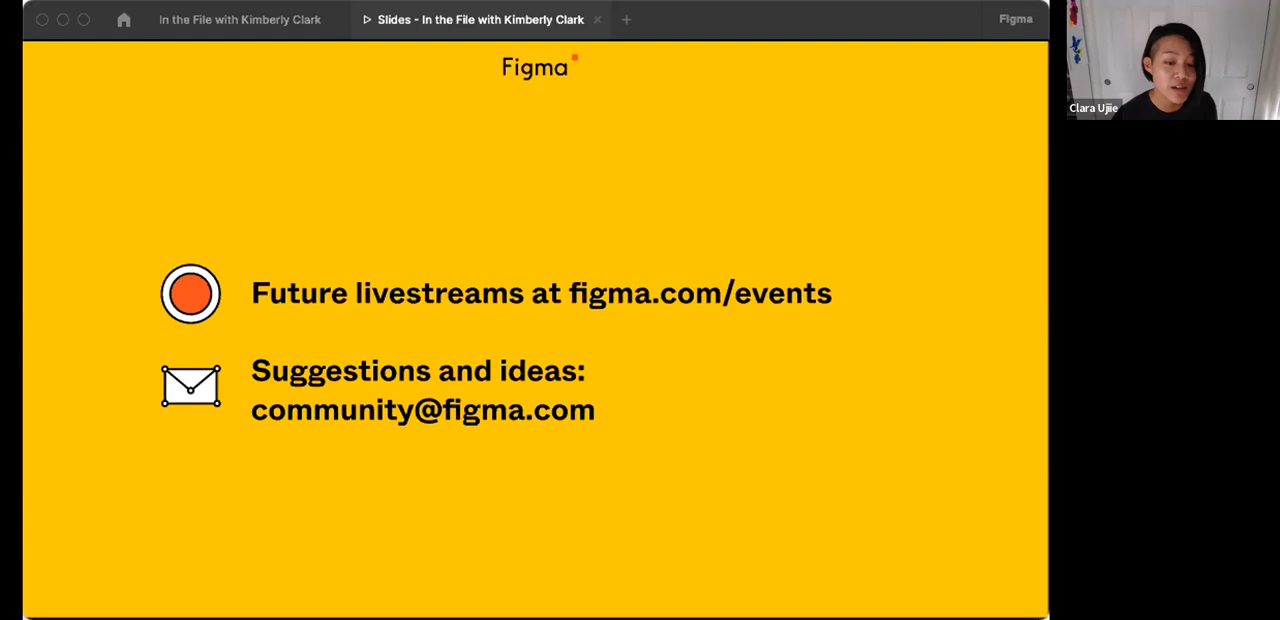 In the File with Kimberly Clark
Slides - In the File with Kimberly Clark
Figma
Figma
Clara Ujiie
Future livestreams at figma.com/events
Suggestions and ideas:
community@figma.com